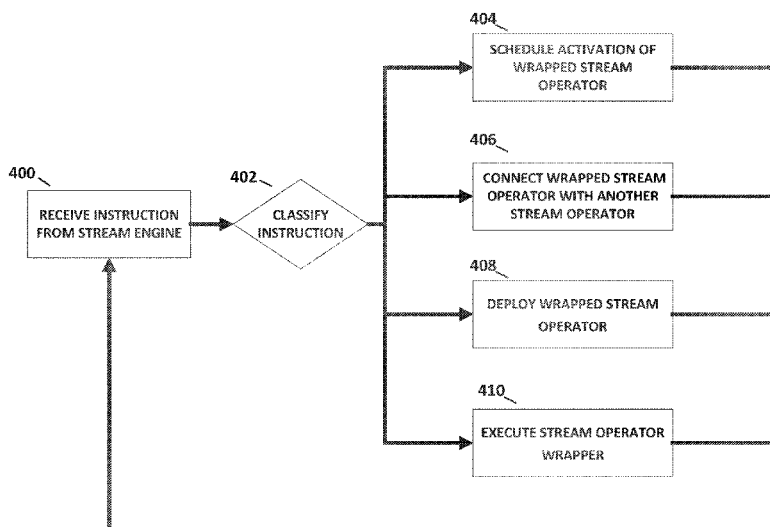 404
SCHEDULE ACTIVATION OF
WRAPPED STREAM
OPERATOR
406
CONNECT WRAPPED STREAM
OPERATOR WITH ANOTHER
STREAM OPERATOR
400
RECEIVE INSTRUCTION
FROM STREAM ENGINE
402
CLASSIFY
INSTRUCTION
408
DEPLOY WRAPPED STREAM
OPERATOR
410
EXECUTE STREAM OPERATOR
WRAPPER